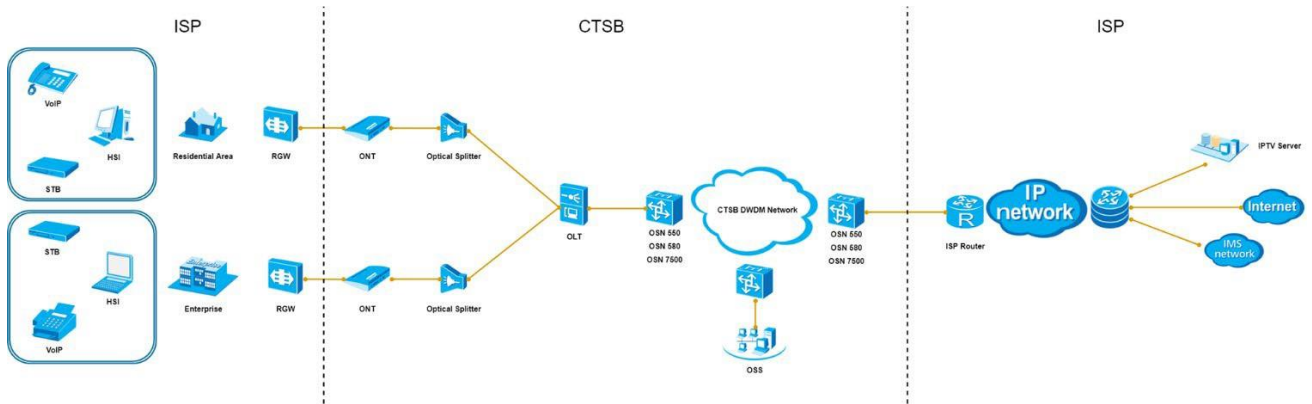 ISP
CTSB
ISP
VoIP
HSI
STB
Residential Area
RGW
ONT
Optical Splitter
STB
HSI
VoIP
Enterprise
RGW
ONT
Optical Splitter
OLT
OSN 550
OSN 580
OSN 7500
CTSB DWDM Network
OSS
OSN 550
OSN 580
OSN 7500
R
ISP Router
IP
network
IPTV Server
Internet
IMS
network